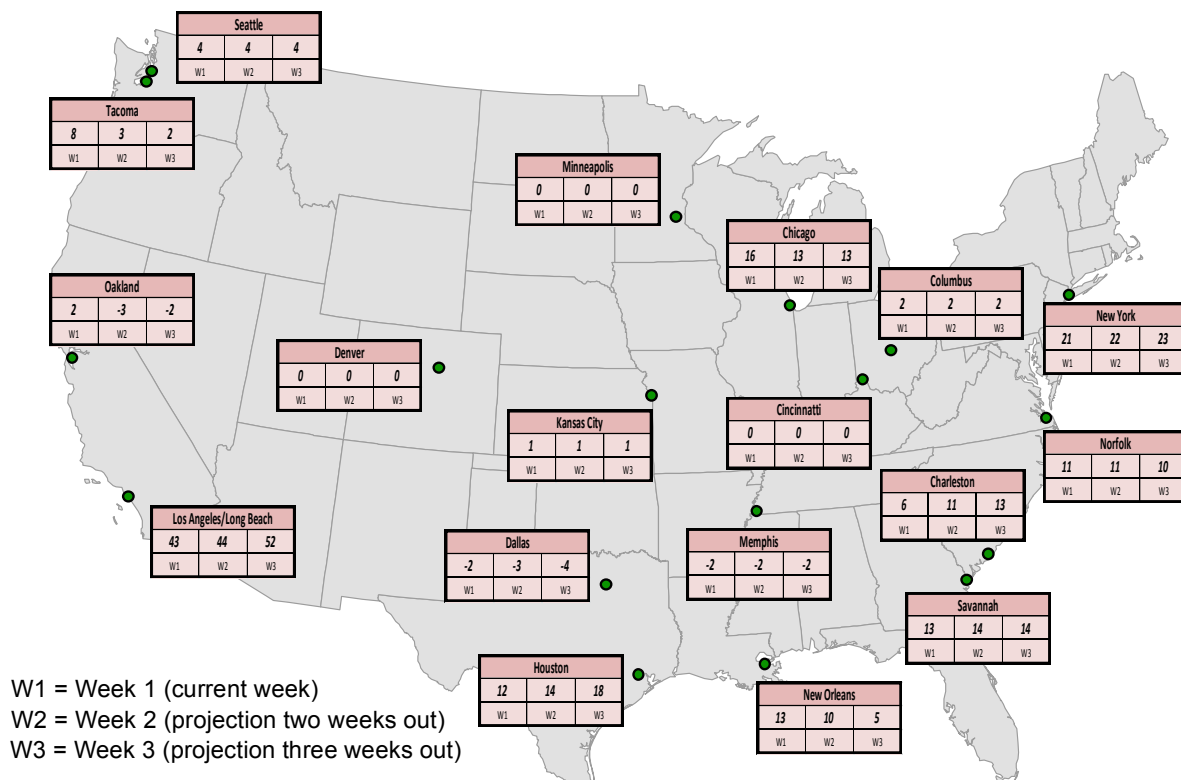 Seattle
4 4 4
W1 W2 W3
Tacoma
8 3 2
W1 W2 W3
Minneapolis
0 0 0
W1 W2 W3
Chicago
16 13 13
W1 W2 W3
Oakland
2 -3 -2
W1 W2 W3
Columbus
2 2 2
W1 W2 W3
New York
21 22 23
W1 W2 W3
Denver
0 0 0
W1 W2 W3
Kansas City
1 1 1
W1 W2 W3
Cincinnatti
0 0 0
W1 W2 W3
Norfolk
11 11 10
W1 W2 W3
Charleston
6 11 13
W1 W2 W3
Los Angeles/Long Beach
43 44 52
W1 W2 W3
Dallas
-2 -3 -4
W1 W2 W3
Memphis
-2 -2 -2
W1 W2 W3
Savannah
13 14 14
W1 W2 W3
Houston
12 14 18
W1 W2 W3
New Orleans
13 10 5
W1 W2 W3
W1 = Week 1 (current week)
W2 = Week 2 (projection two weeks out)
W3 = Week 3 (projection three weeks out)